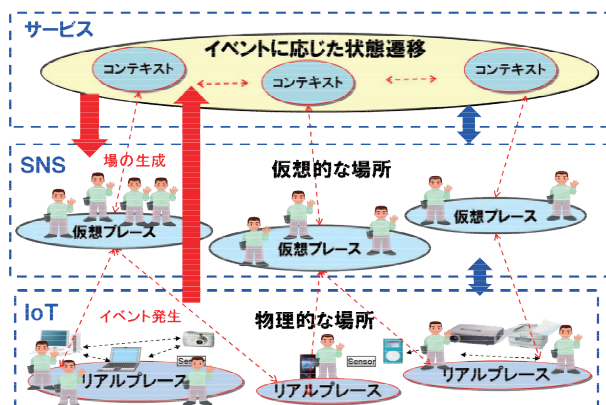 サービス
イベントに応じた状態遷移
コンテキスト
コンテキスト
コンテキスト
場の生成
SNS
仮想的な場所
仮想プレース
仮想プレース
仮想プレース
IoT
イベント発生
物理的な場所
Sensor
Sensor
リアルプレース
リアルプレース
リアルプレース